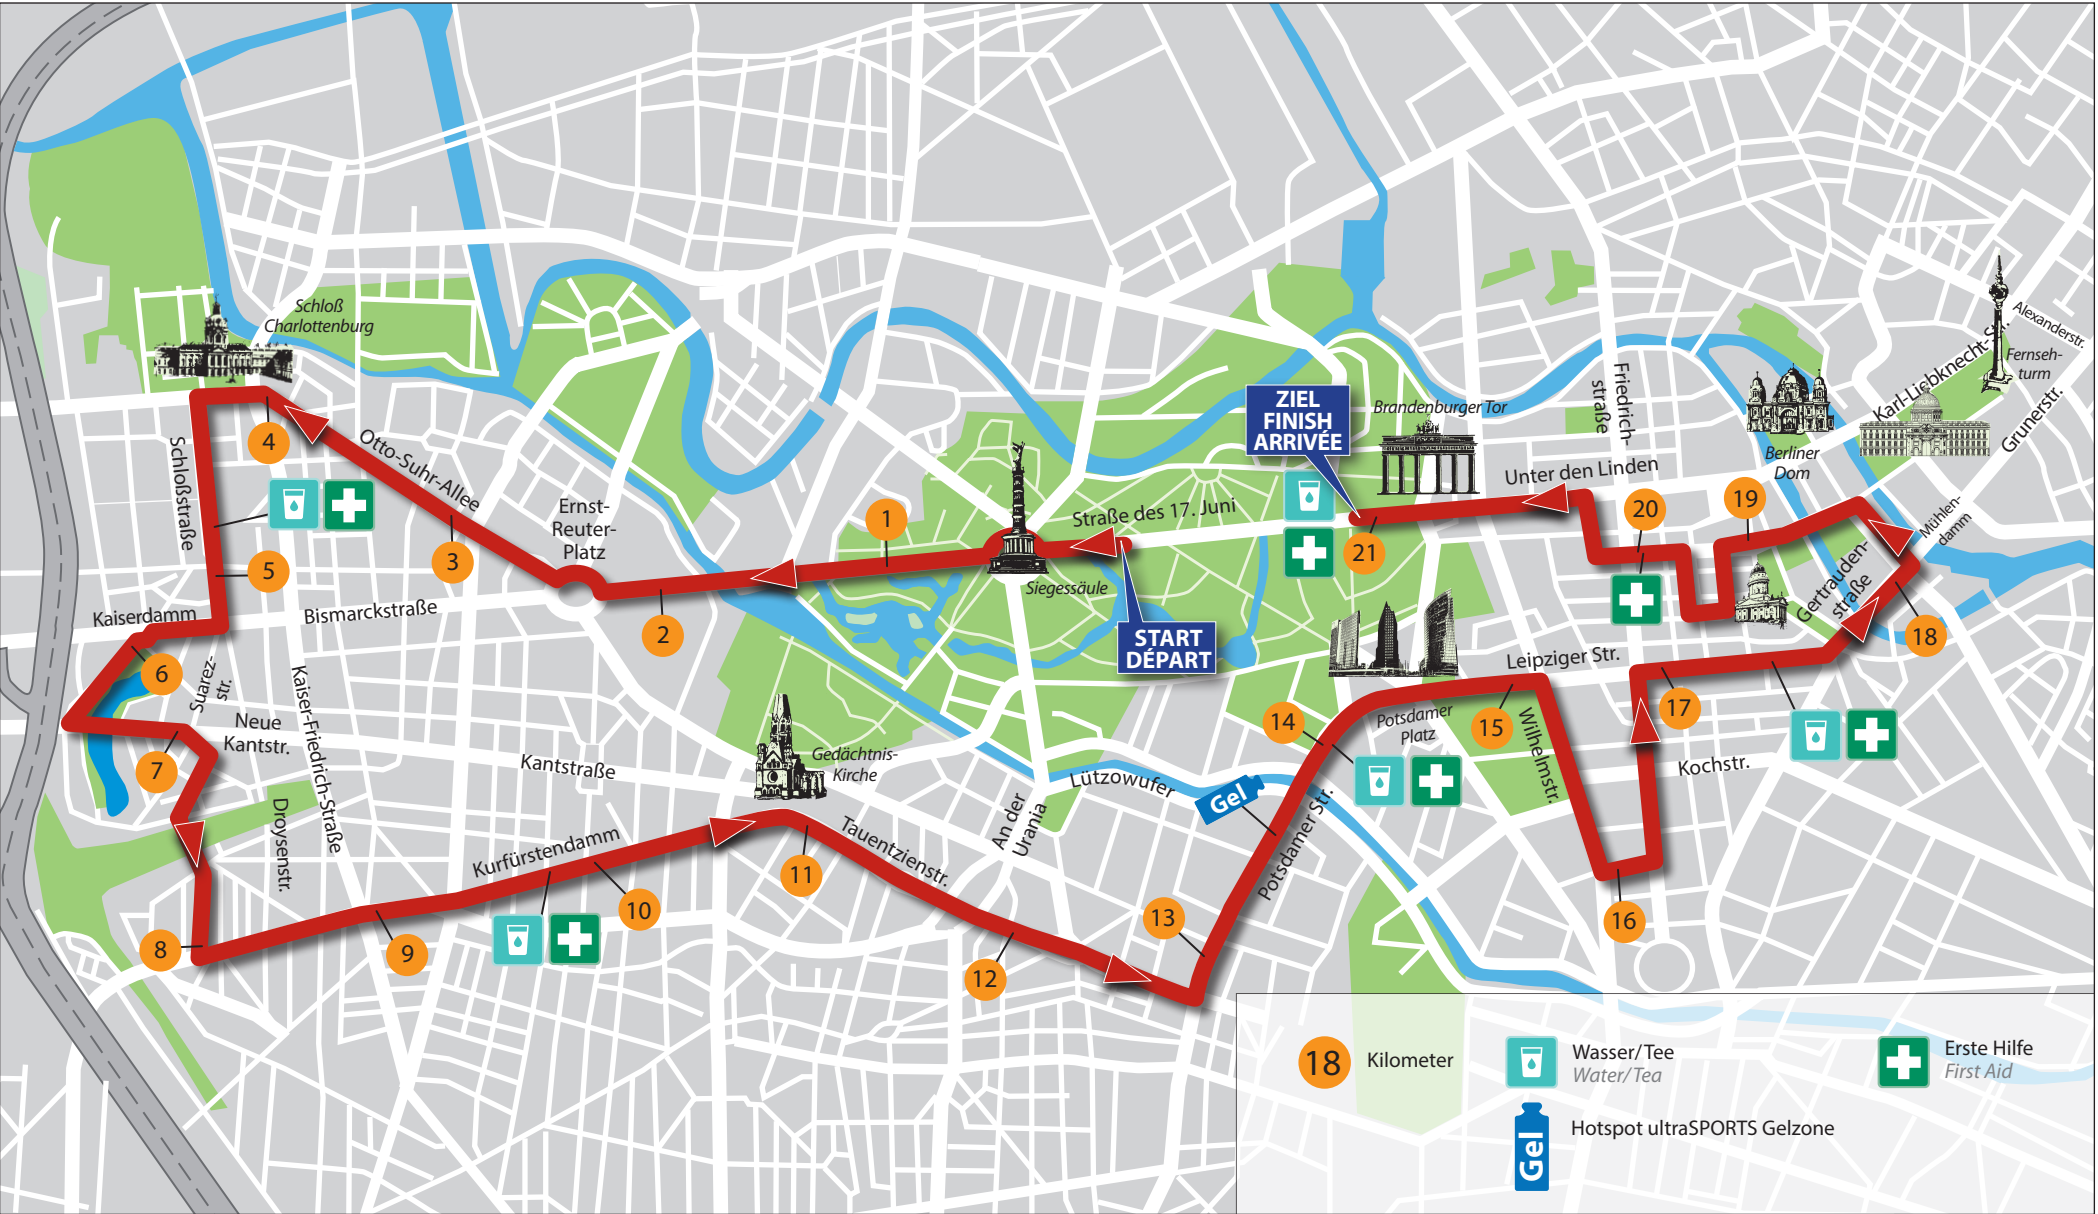 Schloß
Charlottenburg
4
Otto-Suhr-Allee
Schloßstraße
3
5
Ernst-
Reuter-
Platz
1
2
Straße des 17. Juni
Siegessäule
START
DÉPART
ZIEL
FINISH
ARRIVÉE
Brandenburger Tor
21
Unter den Linden
Friedrich-
straße
20
19
Berliner
Dom
Karl-Liebknecht-Str.
Alexanderstr.
Fernseh-
turm
Grunerstr.
Mühlen-
damm
Gertrauden-
straße
18
Kaiserdamm
Bismarckstraße
6
Suarez-
str.
Neue
Kantstr.
7
Kaiser-Friedrich-Straße
Kantstraße
Droysenstr.
8
9
Kurfürstendamm
10
Gedächtnis-
Kirche
11
Tauentzienstr.
An der
Urania
Lützowufer
Gel
12
13
Potsdamer Str.
14
Potsdamer
Platz
15
Leipziger Str.
Wilhelmstr.
16
17
Kochstr.
18
Kilometer
Wasser/Tee
Water/Tea
Erste Hilfe
First Aid
Gel
Hotspot ultraSPORTS Gelzone